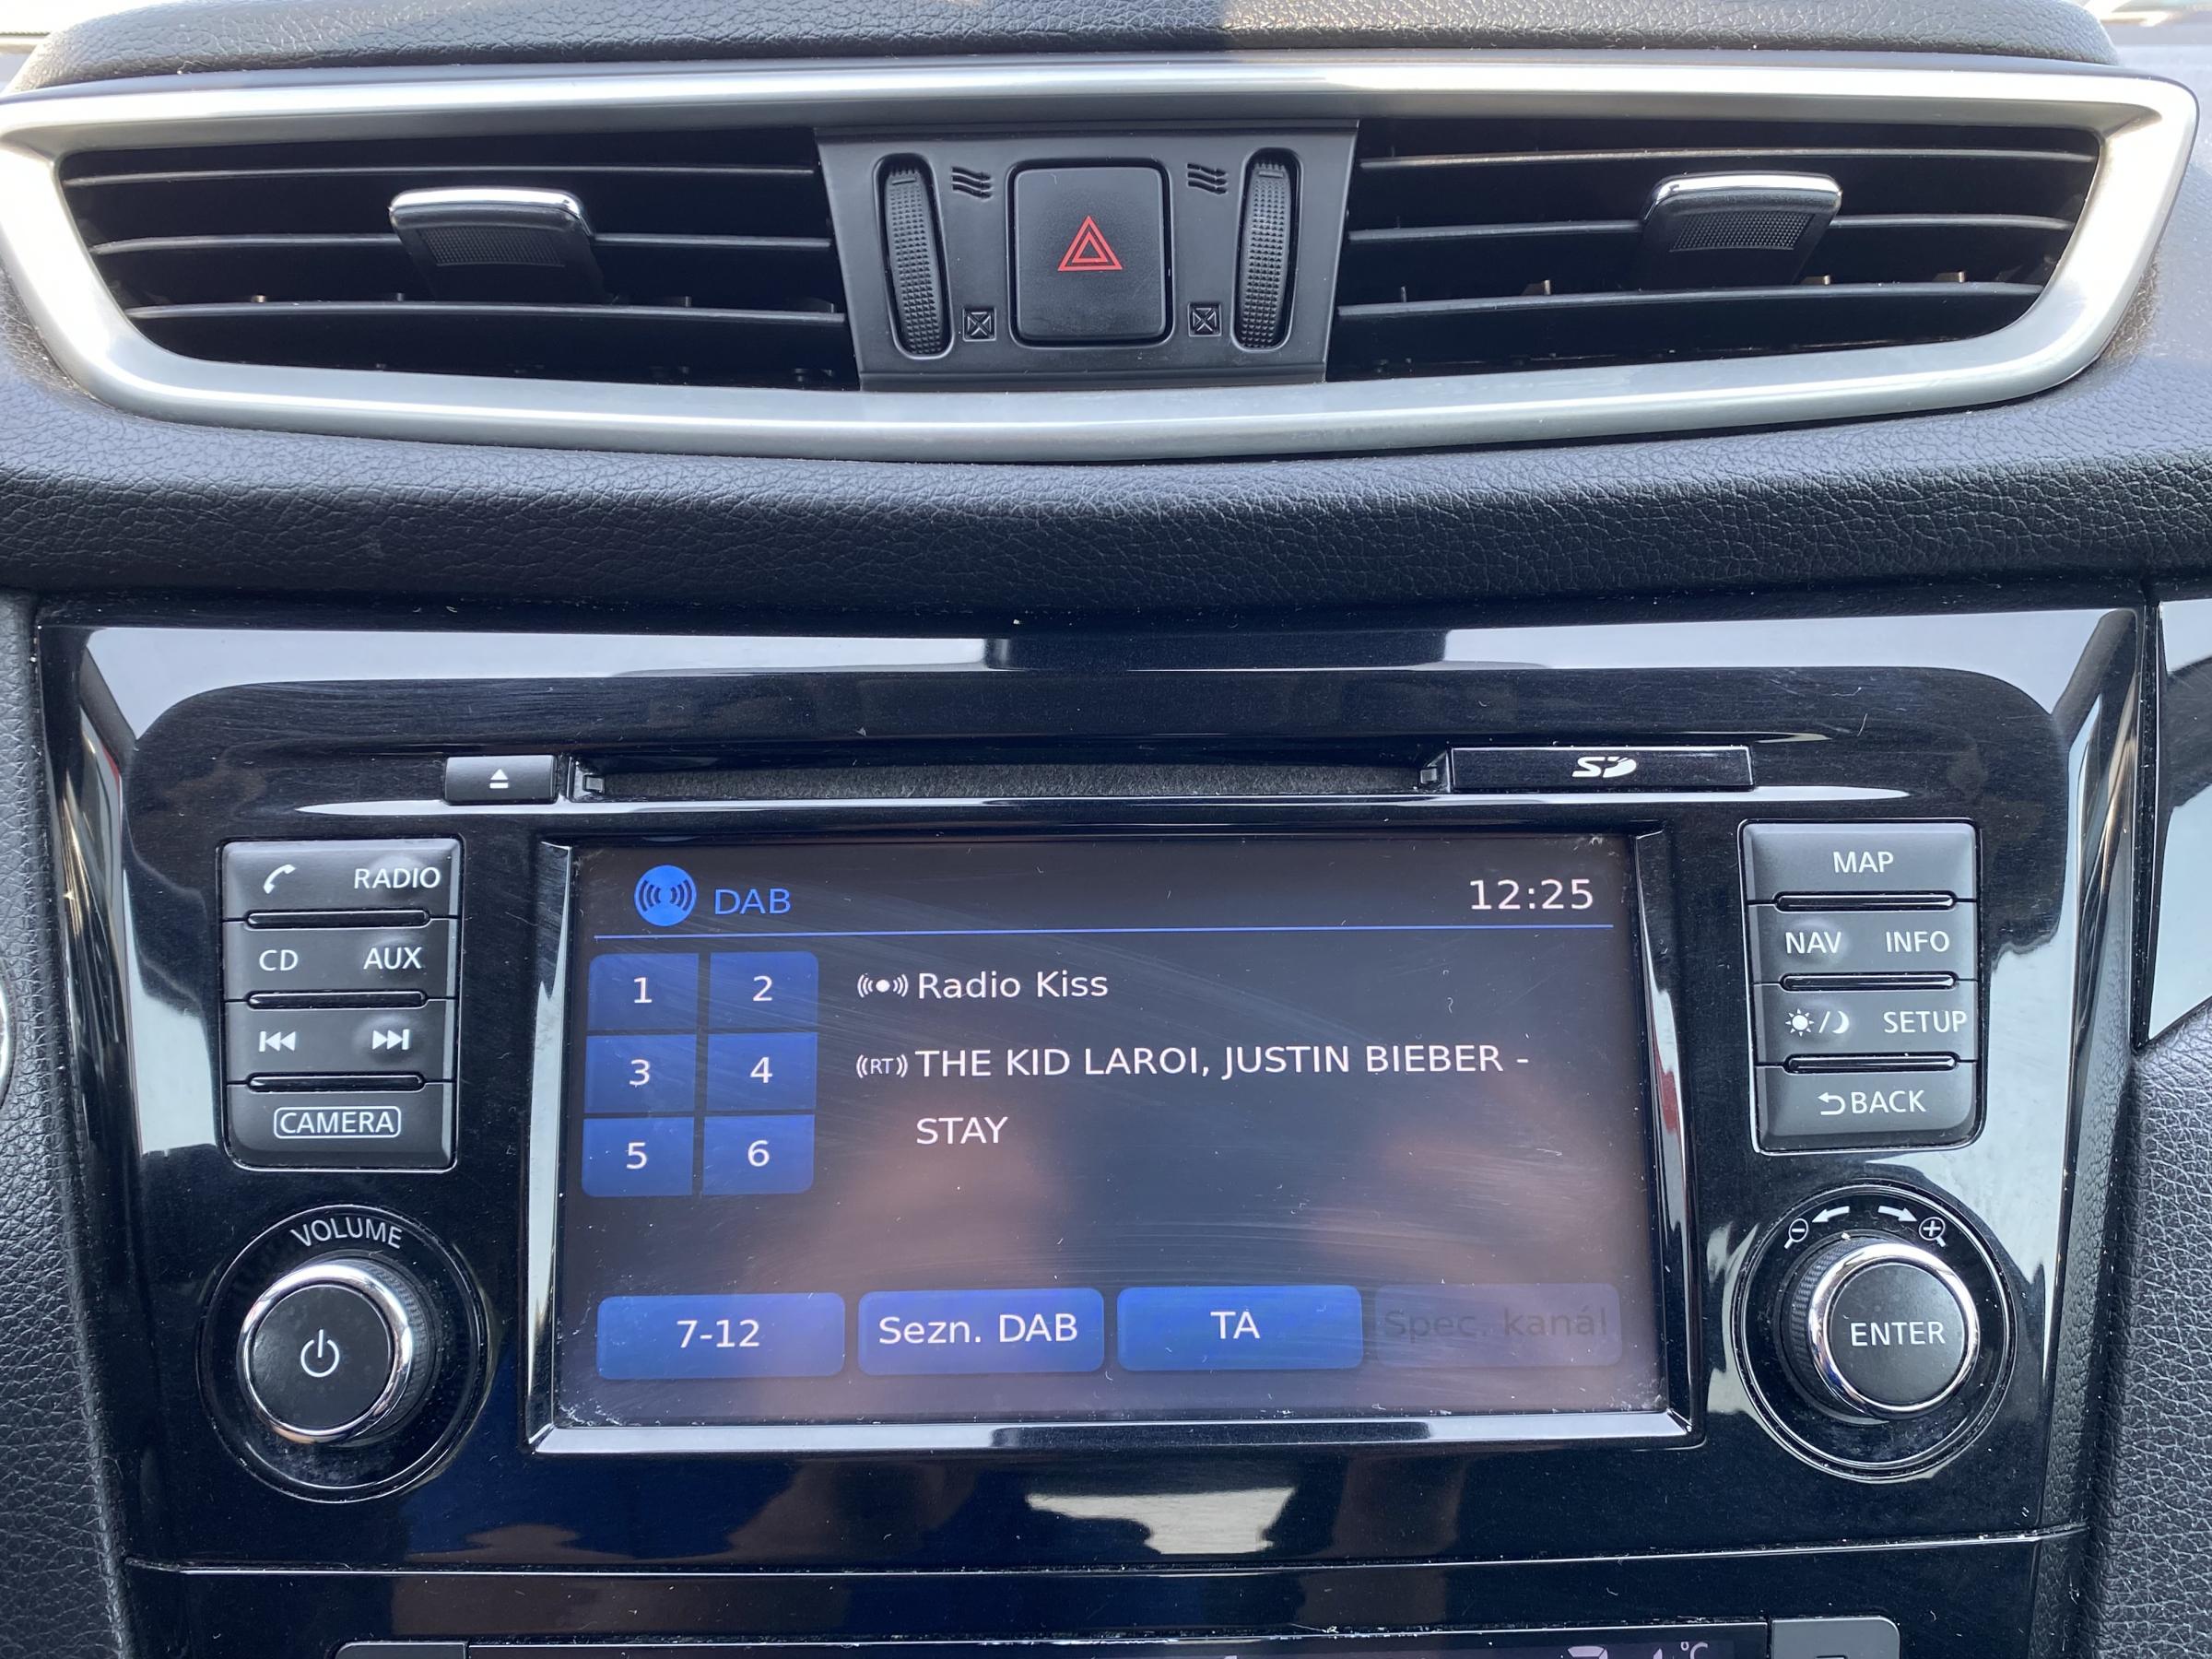 SD
RADIO
CD AUX
CAMERA
VOLUME
DAB 12:25
1 2
3 4
5 6
Radio Kiss
(RT) THE KID LAROI, JUSTIN BIEBER -
STAY
7-12 Sezn. DAB TA Spec. kanál
MAP
NAV INFO
SETUP
BACK
ENTER
°C